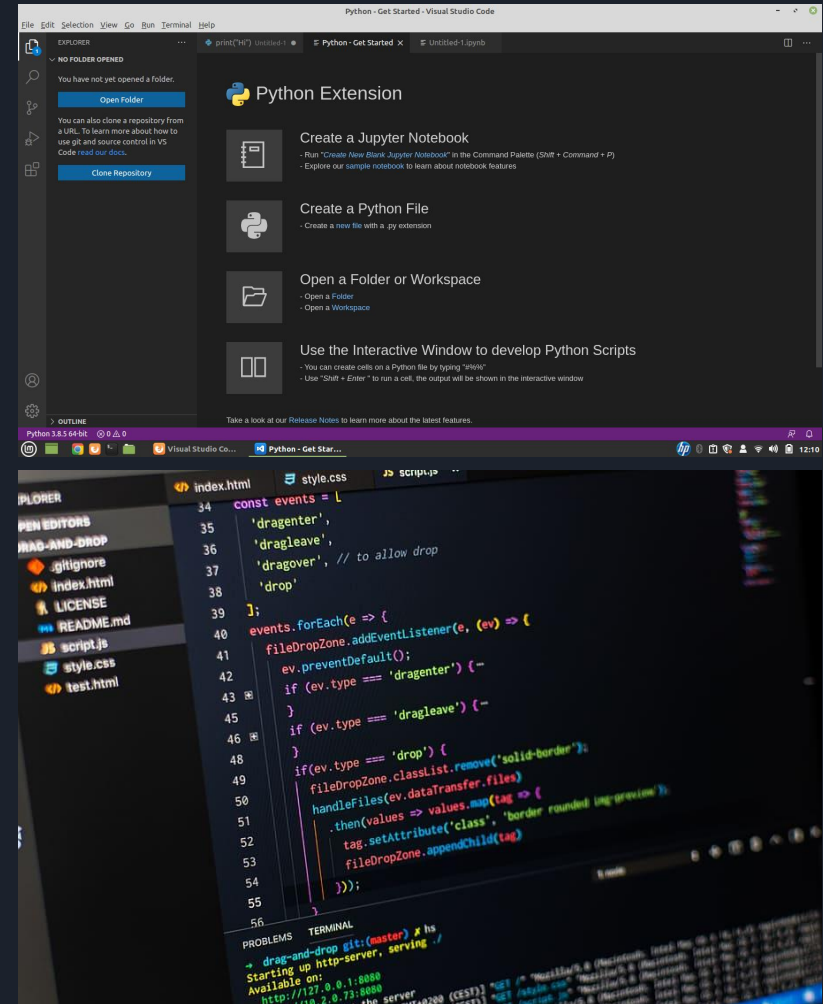 Python - Get Started - Visual Studio Code
File Edit Selection View Go Run Terminal Help
EXPLORER ...
print("Hi") Untitled-1
Python - Get Started
Untitled-1.ipynb
NO FOLDER OPENED
You have not yet opened a folder.
Open Folder
You can also clone a repository from
a URL. To learn more about how to
use git and source control in VS
Code read our docs.
Clone Repository
OUTLINE
Python Extension
Create a Jupyter Notebook
- Run "Create New Blank Jupyter Notebook" in the Command Palette (Shift + Command + P)
- Explore our sample notebook to learn about notebook features
Create a Python File
- Create a new file with a .py extension
Open a Folder or Workspace
- Open a Folder
- Open a Workspace
Use the Interactive Window to develop Python Scripts
- You can create cells on a Python file by typing "#%%"
- Use "Shift + Enter " to run a cell, the output will be shown in the interactive window
Take a look at our Release Notes to learn more about the latest features.
Python 3.8.5 64-bit 0 0
Visual Studio Co... Python - Get Star... hp 0 12:10
PLORER
PEN EDITORS
RAG-AND-DROP
.gitignore
index.html
LICENSE
README.md
script.js
style.css
test.html
index.html style.css script.js
34 const events = [
35 'dragenter',
36 'dragleave',
37 'dragover', // to allow drop
38 'drop'
39 ];
40 events.forEach(e => {
41 fileDropZone.addEventListener(e, (ev) => {
42 ev.preventDefault();
43 if (ev.type === 'dragenter') {
45 }
46 if (ev.type === 'dragleave') {
48 }
49 if(ev.type === 'drop') {
50 fileDropZone.classList.remove('solid-border');
51 handleFiles(ev.dataTransfer.files)
52 .then(values => values.map(tag => {
53 tag.setAttribute('class', 'border rounded img-preview');
54 fileDropZone.appendChild(tag)
55 }));
56 }
PROBLEMS TERMINAL
→ drag-and-drop git:(master) ✗ hs
Starting up http-server, serving ./
Available on:
http://127.0.0.1:8080
the server